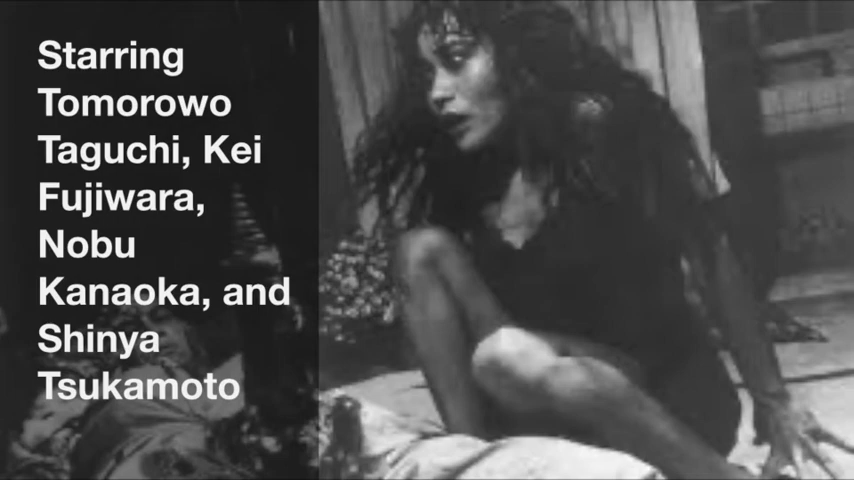 Starring
Tomorowo
Taguchi, Kei
Fujiwara,
Nobu
Kanaoka, and
Shinya
Tsukamoto